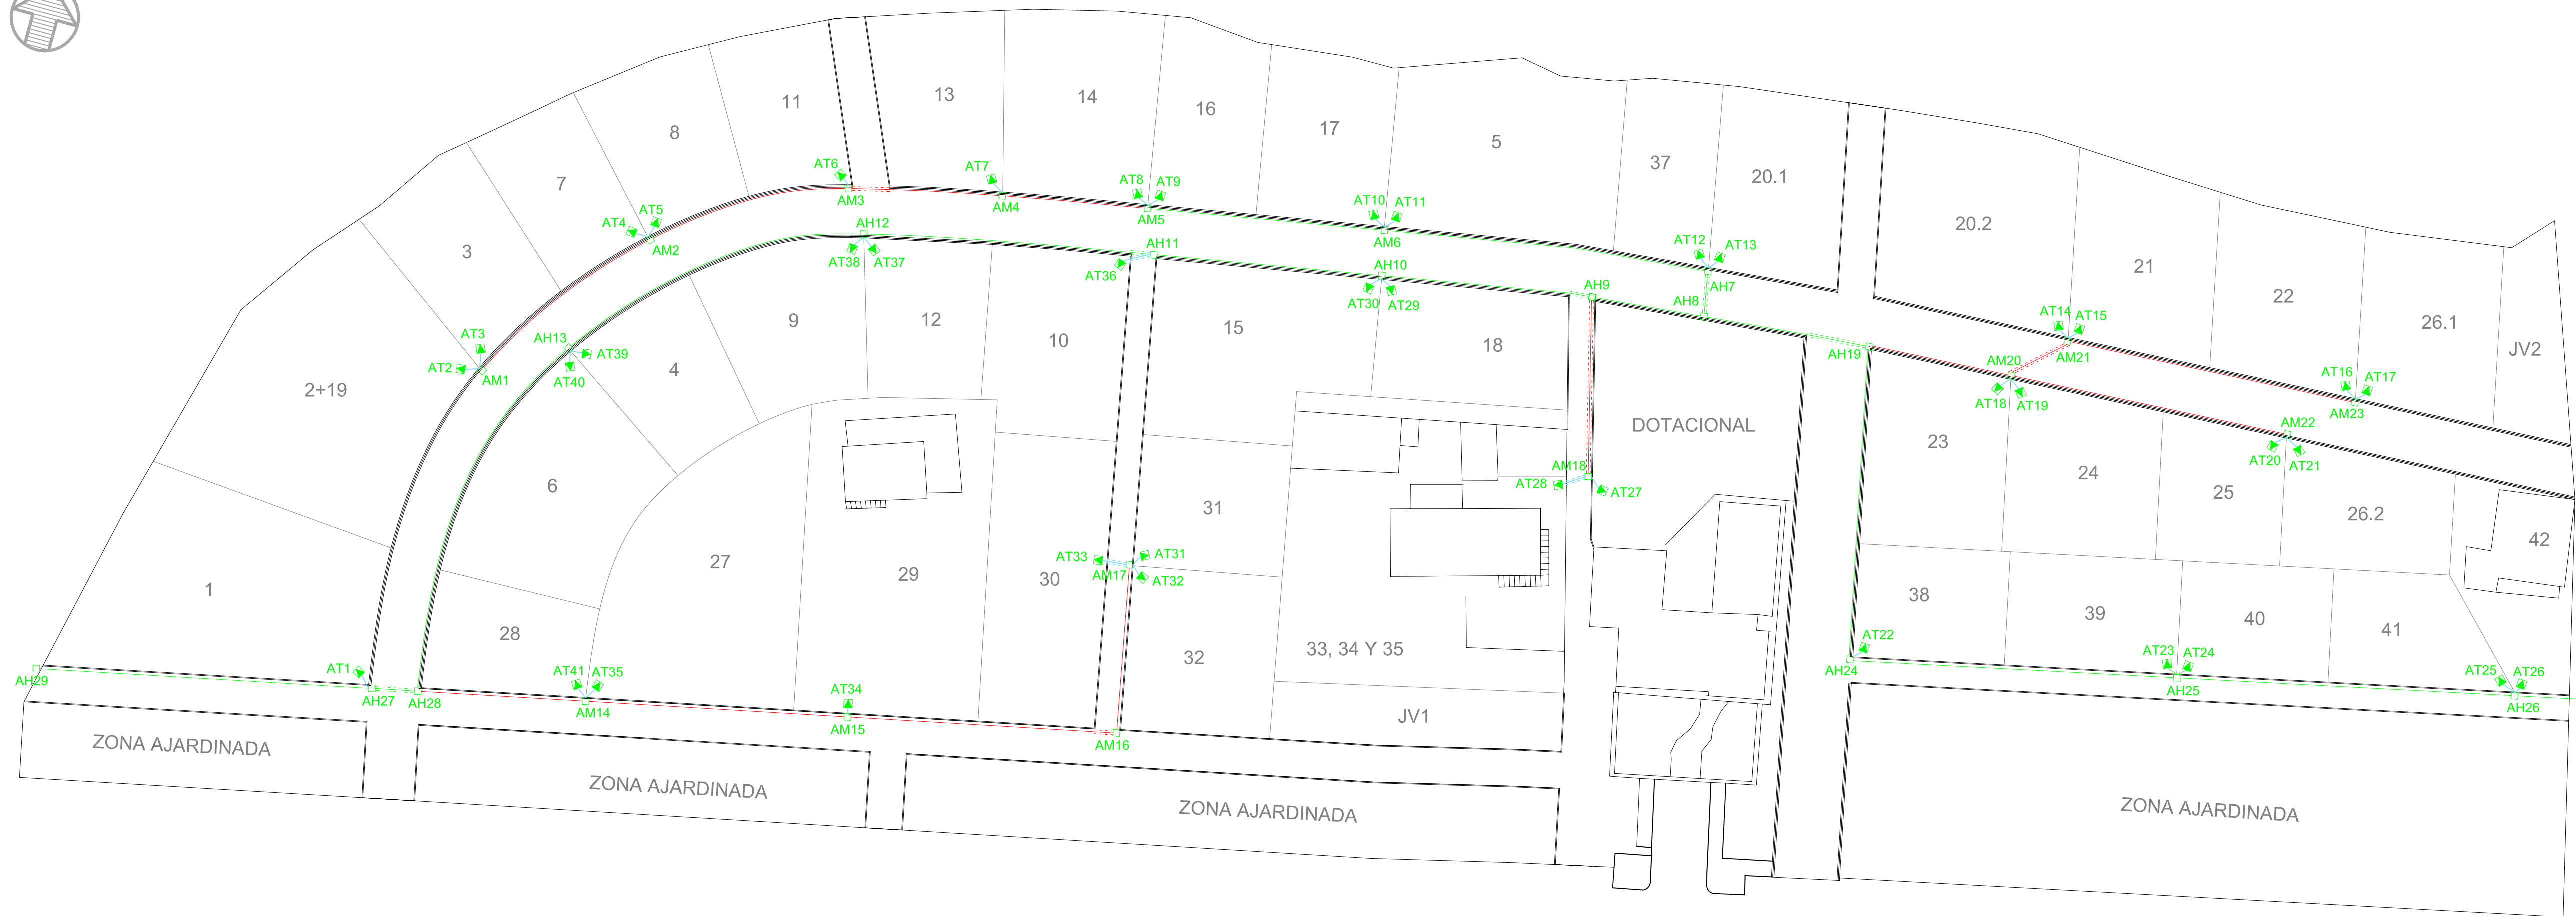 13
14
16
17
5
37
20.1
11
8
7
3
2+19
1
20.2
21
22
26.1
JV2
AT6
AT7
AT8
AT9
AT10
AT11
AT12
AT13
AT14
AT15
AT16
AT17
AT5
AT4
AT3
AT2
AT1
AM1
AM2
AM3
AM4
AM5
AM6
AH7
AH8
AH9
AH10
AH11
AH12
AH13
AT38
AT37
AT36
AT30
AT29
AT39
AT40
AH19
AM20
AM21
AM22
AM23
AT18
AT19
AT20
AT21
9
12
10
4
6
15
18
DOTACIONAL
23
24
25
26.2
42
AM18
AT28
AT27
31
27
29
30
28
AT33
AM17
AT31
AT32
32
33, 34 Y 35
JV1
38
39
40
41
AT22
AH24
AT23
AT24
AH25
AT25
AT26
AH26
AH29
AH27
AH28
AT41
AT35
AM14
AT34
AM15
AM16
ZONA AJARDINADA
ZONA AJARDINADA
ZONA AJARDINADA
ZONA AJARDINADA